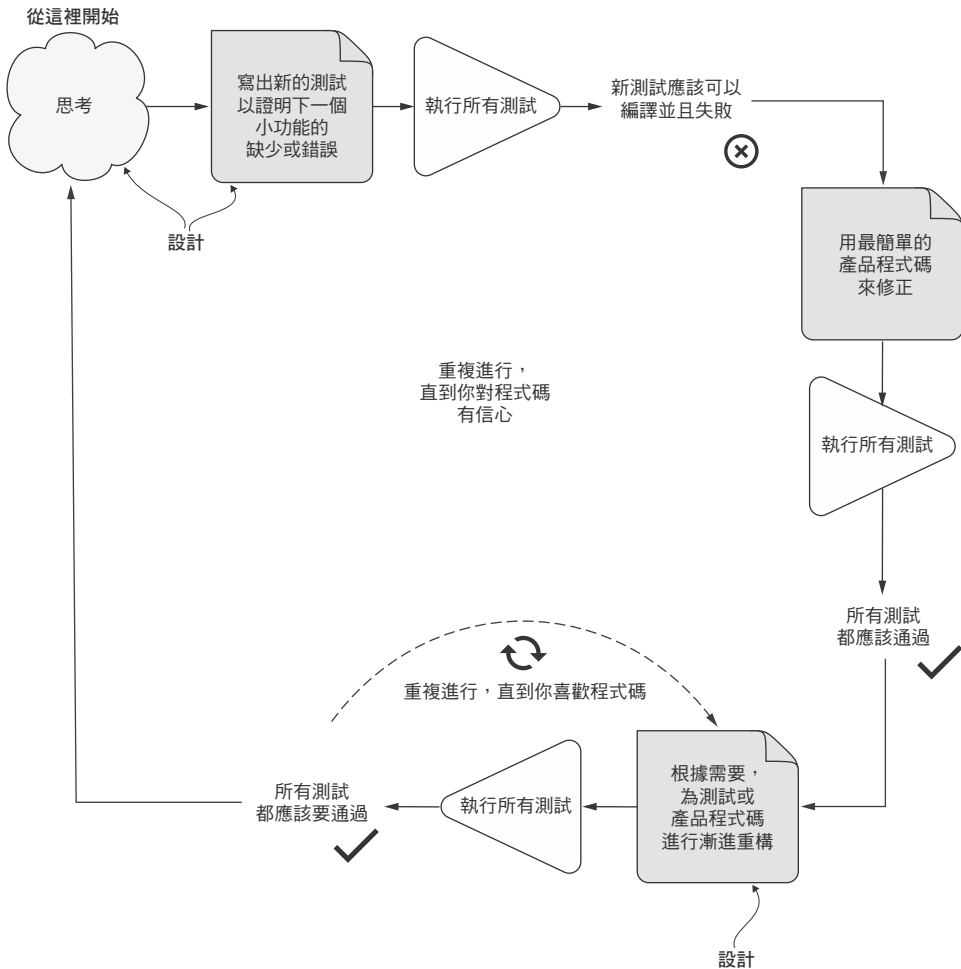 從這裡開始
思考
寫出新的測試
以證明下一個
小功能的
缺少或錯誤
執行所有測試
新測試應該可以
編譯並且失敗
設計
用最簡單的
產品程式碼
來修正
重複進行，
直到你對程式碼
有信心
執行所有測試
所有測試
都應該通過
重複進行，直到你喜歡程式碼
根據需要，
為測試或
產品程式碼
進行漸進重構
執行所有測試
所有測試
都應該要通過
設計